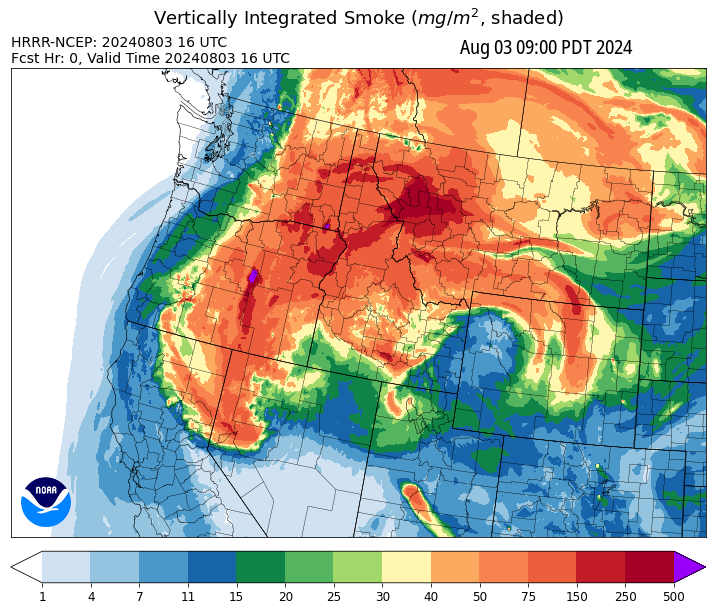 Vertically Integrated Smoke (mg/m², shaded)
HRRR-NCEP: 20240803 16 UTC
Aug 03 09:00 PDT 2024
Fcst Hr: 0, Valid Time 20240803 16 UTC
NOAA
1 4 7 11 15 20 25 30 40 50 75 150 250 500